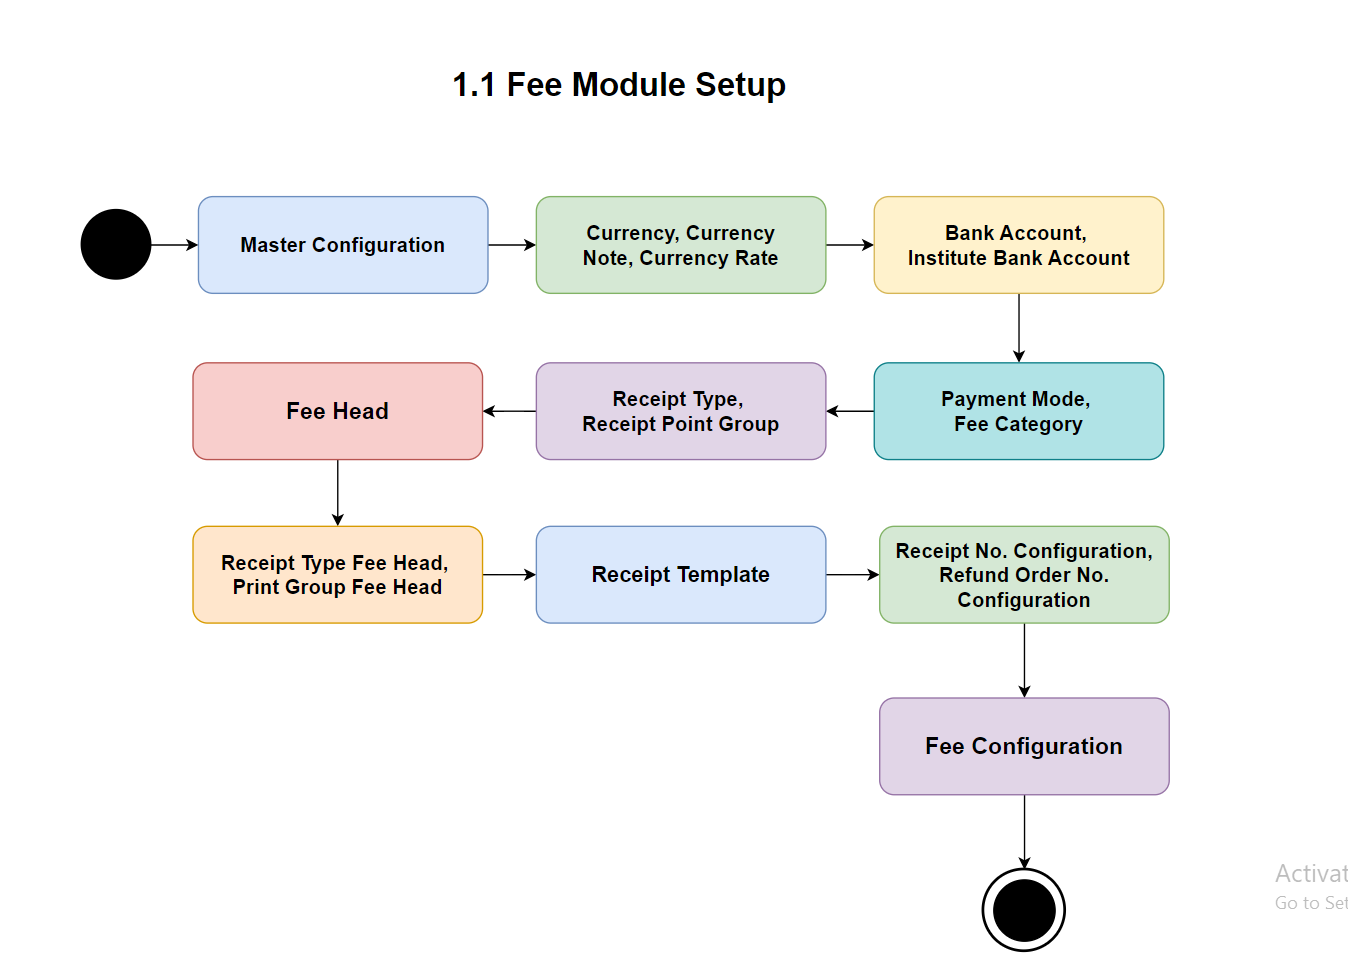 1.1 Fee Module Setup
Master Configuration
Currency, Currency
Note, Currency Rate
Bank Account,
Institute Bank Account
Payment Mode,
Fee Category
Receipt Type,
Receipt Point Group
Fee Head
Receipt Type Fee Head,
Print Group Fee Head
Receipt Template
Receipt No. Configuration,
Refund Order No.
Configuration
Fee Configuration
Activat
Go to Set